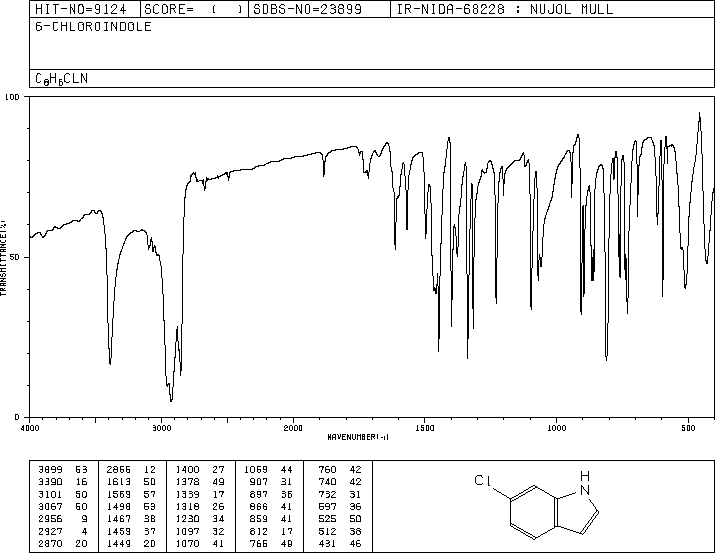 HIT-NO=9124 SCORE= ( ) SDBS-NO=23899 IR-NIDA-68228 : NUJOL MULL
6-CHLOROINDOLE
C8H6CLN
100
TRANSMITTANCE(%)
50
0
4000 3000 2000 1500 1000 500
WAVENUMBER(-1)
3899 63 2866 12 1400 27 1069 44 760 42
3390 16 1613 50 1378 49 907 31 740 42
3101 50 1569 57 1339 17 897 36 732 31
3067 60 1498 53 1318 26 866 41 697 36
2956 9 1467 38 1230 34 859 41 525 50
2927 4 1459 37 1097 32 812 17 512 38
2870 20 1449 20 1070 41 766 49 431 46
Cl
H
N